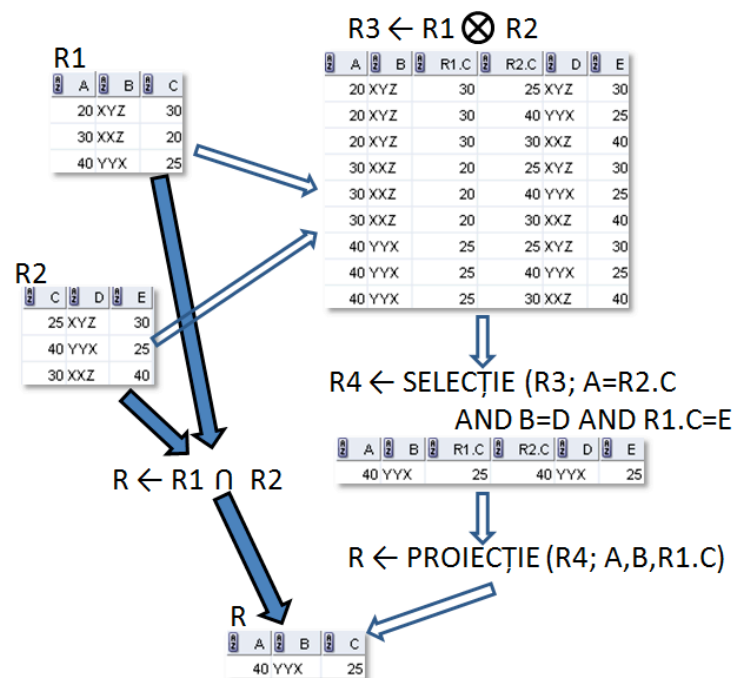 R3 ← R1 ⊗ R2
R1
A B C
20 XYZ 30
30 XXZ 20
40 YYX 25
A B R1.C R2.C D E
20 XYZ 30 25 XYZ 30
20 XYZ 30 40 YYX 25
20 XYZ 30 30 XXZ 40
30 XXZ 20 25 XYZ 30
30 XXZ 20 40 YYX 25
30 XXZ 20 30 XXZ 40
40 YYX 25 25 XYZ 30
40 YYX 25 40 YYX 25
40 YYX 25 30 XXZ 40
R2
C D E
25 XYZ 30
40 YYX 25
30 XXZ 40
R4 ← SELECȚIE (R3; A=R2.C
AND B=D AND R1.C=E
A B R1.C R2.C D E
40 YYX 25 40 YYX 25
R ← R1 ∩ R2
R ← PROIECȚIE (R4; A,B,R1.C)
R
A B C
40 YYX 25